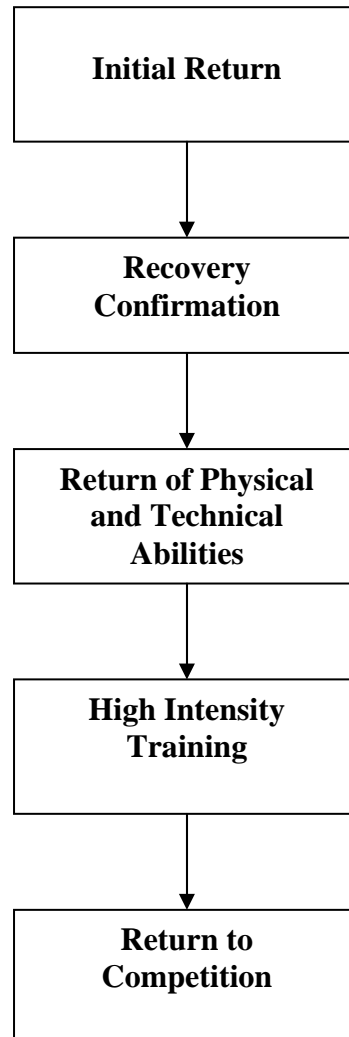 Initial Return
Recovery
Confirmation
Return of Physical
and Technical
Abilities
High Intensity
Training
Return to
Competition